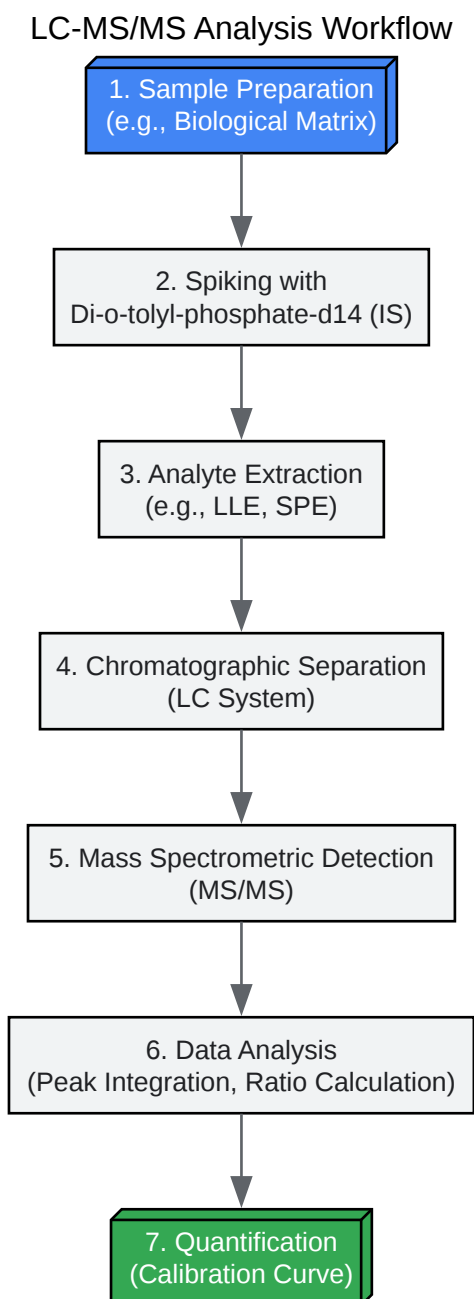 LC-MS/MS Analysis Workflow
1. Sample Preparation
(e.g., Biological Matrix)
2. Spiking with
Di-o-tolyl-phosphate-d14 (IS)
3. Analyte Extraction
(e.g., LLE, SPE)
4. Chromatographic Separation
(LC System)
5. Mass Spectrometric Detection
(MS/MS)
6. Data Analysis
(Peak Integration, Ratio Calculation)
7. Quantification
(Calibration Curve)